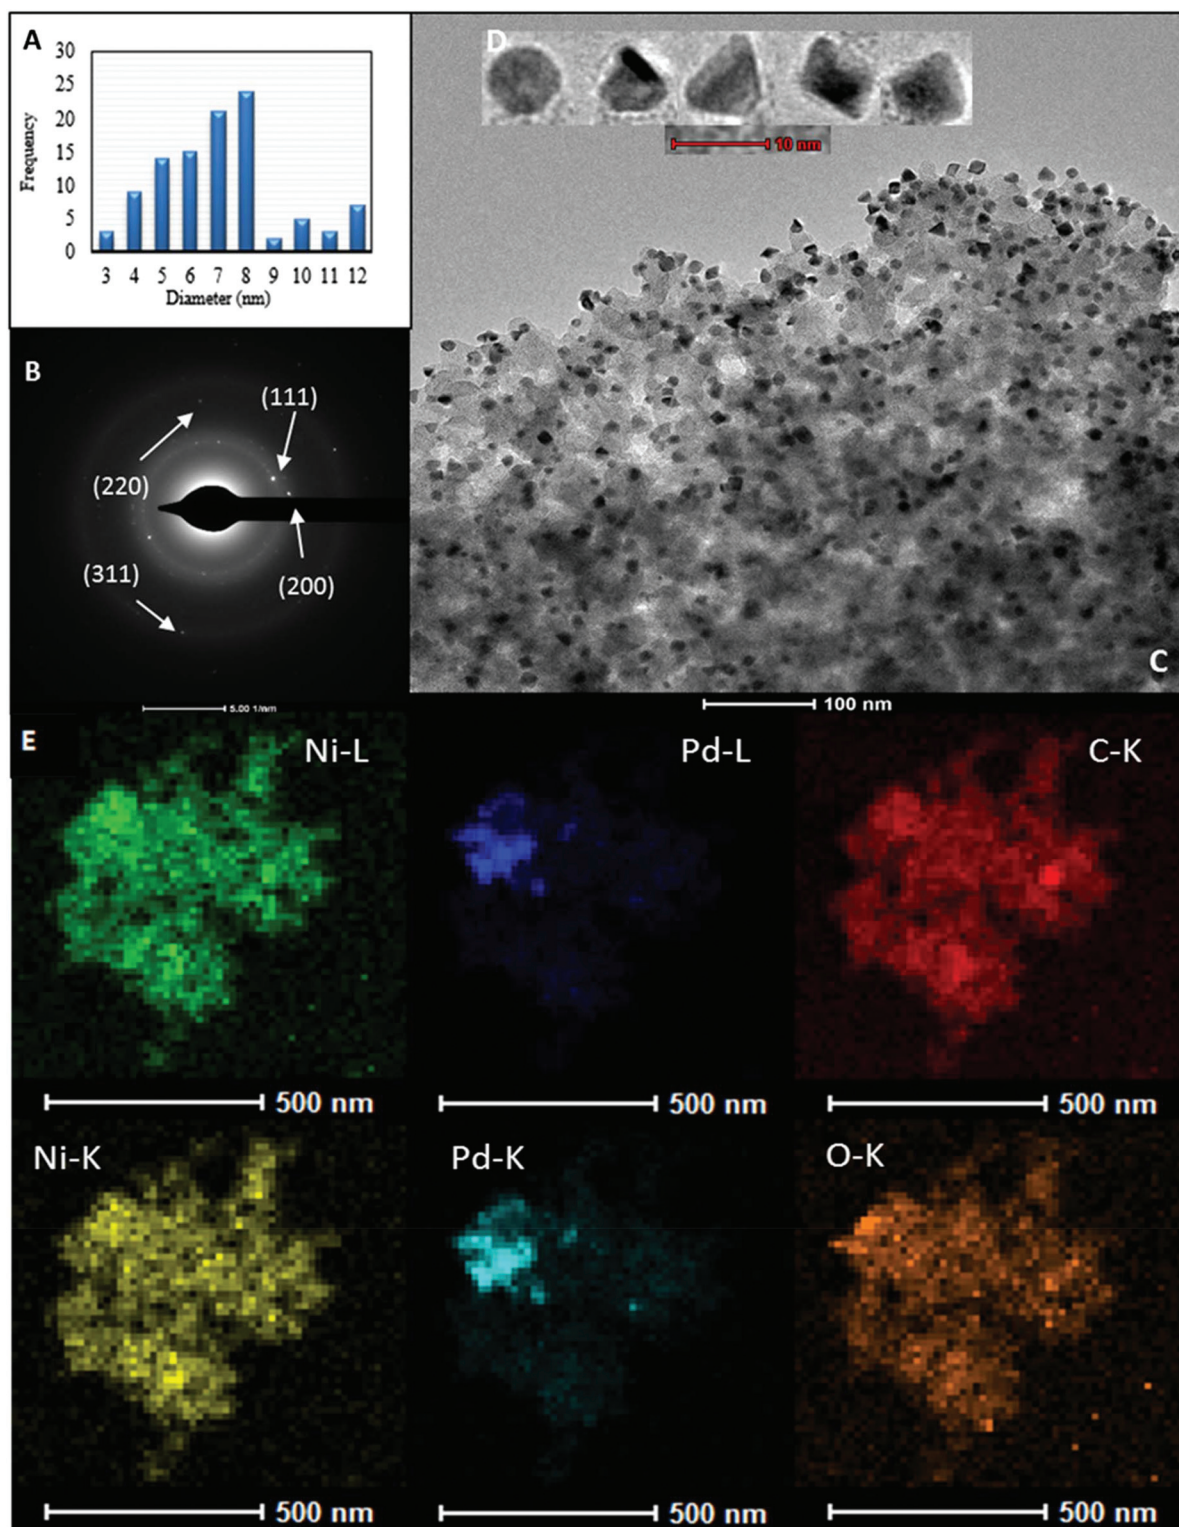 A
30
25
20
15
10
5
0
Frequency
3 4 5 6 7 8 9 10 11 12
Diameter (nm)
B
(111)
(220)
(311)
(200)
5.00 1/nm
D
10 nm
C
100 nm
E
Ni-L
Pd-L
C-K
500 nm
500 nm
500 nm
Ni-K
Pd-K
O-K
500 nm
500 nm
500 nm